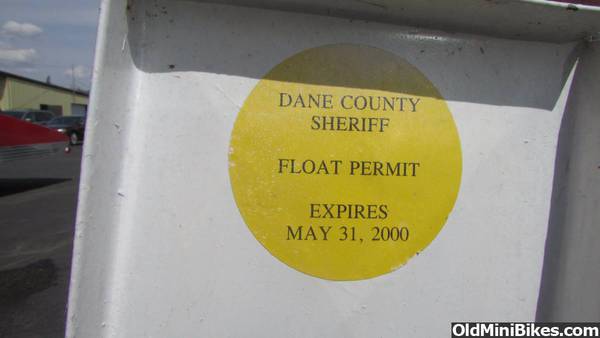 DANE COUNTY
SHERIFF
FLOAT PERMIT
EXPIRES
MAY 31, 2000
OldMiniBikes.com